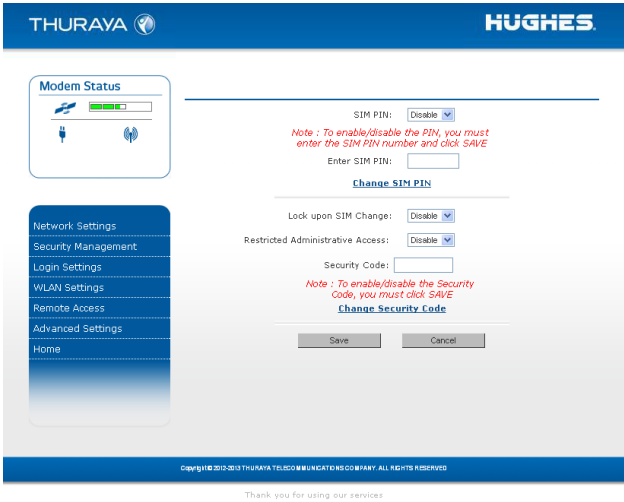 THURAYA
HUGHES.
Modem Status
SIM PIN: Disable
Note : To enable/disable the PIN, you must
enter the SIM PIN number and click SAVE
Enter SIM PIN:
Change SIM PIN
Lock upon SIM Change: Disable
Restricted Administrative Access: Disable
Security Code:
Note : To enable/disable the Security
Code, you must click SAVE
Change Security Code
Save Cancel
Network Settings
Security Management
Login Settings
WLAN Settings
Remote Access
Advanced Settings
Home
Copyright© 2012-2013 THURAYA TELECOMMUNICATIONS COMPANY. ALL RIGHTS RESERVED
Thank you for using our services